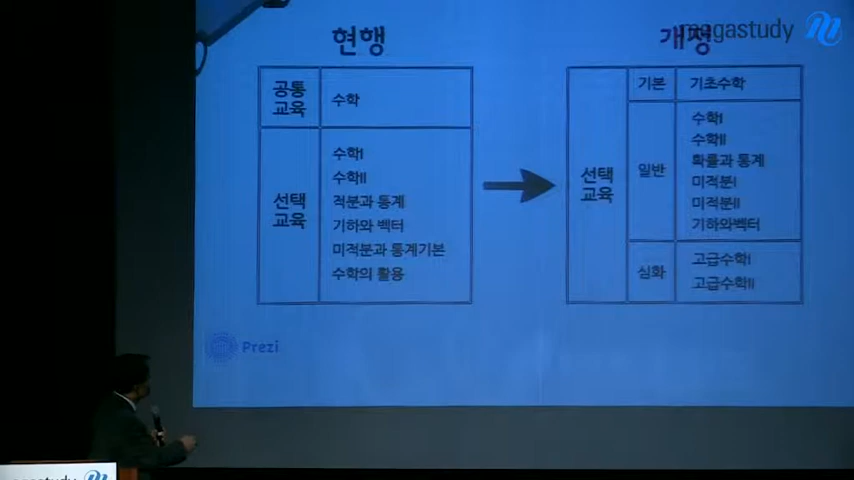 현행
개정
megastudy
공통
교육
수학
선택
교육
수학I
수학II
적분과 통계
기하와 벡터
미적분과 통계기본
수학의 활용
선택
교육
기본
기초수학
일반
수학I
수학II
확률과 통계
미적분I
미적분II
기하와벡터
심화
고급수학I
고급수학II
Prezi
megastudy